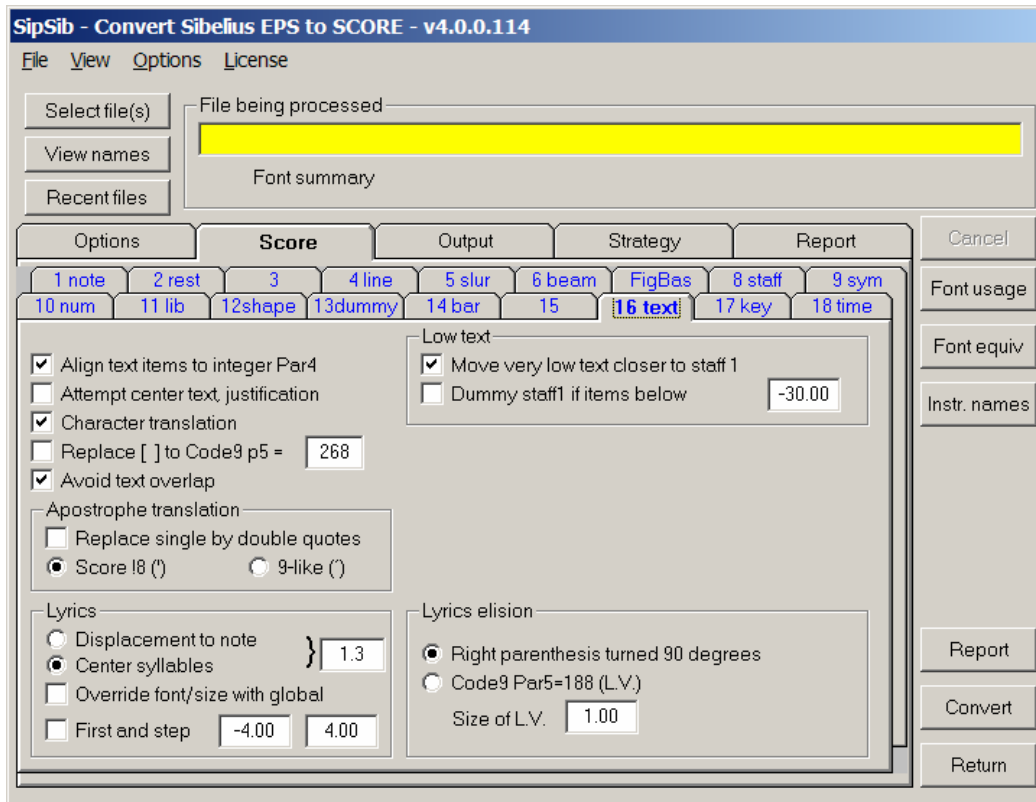 SipSib - Convert Sibelius EPS to SCORE - v4.0.0.114
File View Options License
Select file(s)
View names
Recent files
File being processed
Font summary
Options Score Output Strategy Report
1 note 2 rest 3 4 line 5 slur 6 beam FigBas 8 staff 9 sym
10 num 11 lib 12shape 13dummy 14 bar 15 16 text 17 key 18 time
Align text items to integer Par4
Attempt center text, justification
Character translation
Replace [ ] to Code9 p5 = 268
Avoid text overlap
Low text
Move very low text closer to staff 1
Dummy staff1 if items below -30.00
Apostrophe translation
Replace single by double quotes
Score !8 (') 9-like (´)
Lyrics
Displacement to note
Center syllables
} 1.3
Override font/size with global
First and step -4.00 4.00
Lyrics elision
Right parenthesis turned 90 degrees
Code9 Par5=188 (L.V.)
Size of L.V. 1.00
Cancel
Font usage
Font equiv
Instr. names
Report
Convert
Return